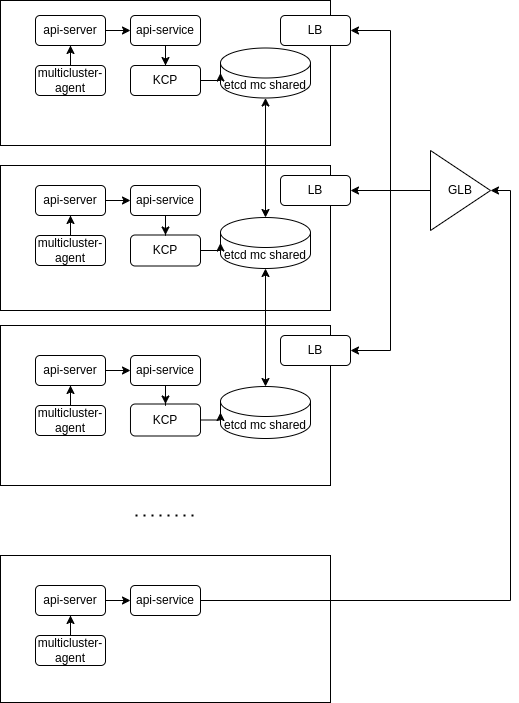 api-server
api-service
LB
multicluster-
agent
KCP
etcd mc shared
api-server
api-service
LB
GLB
multicluster-
agent
KCP
etcd mc shared
LB
api-server
api-service
multicluster-
agent
KCP
etcd mc shared
........
api-server
api-service
multicluster-
agent